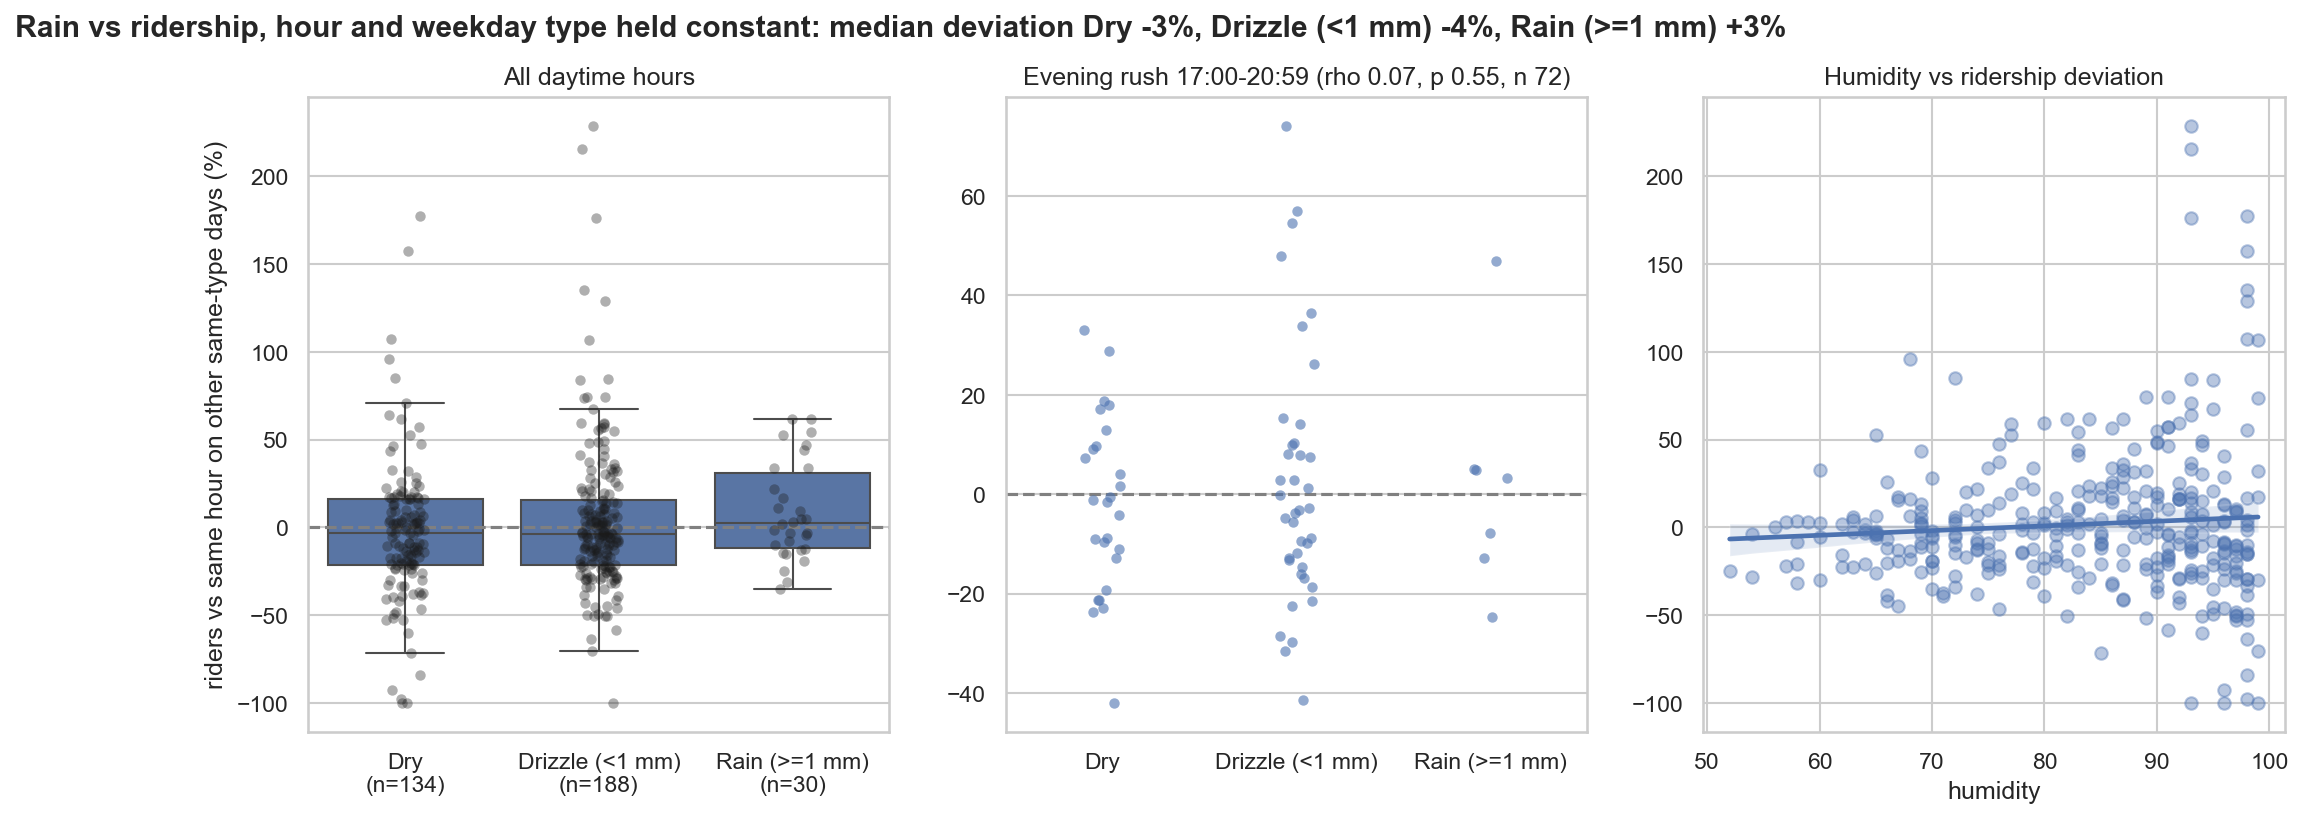 Rain vs ridership, hour and weekday type held constant: median deviation Dry -3%, Drizzle (<1 mm) -4%, Rain (>=1 mm) +3%
All daytime hours
riders vs same hour on other same-type days (%)
200
150
100
50
0
−50
−100
Dry
(n=134)
Drizzle (<1 mm)
(n=188)
Rain (>=1 mm)
(n=30)
Evening rush 17:00-20:59 (rho 0.07, p 0.55, n 72)
60
40
20
0
−20
−40
Dry
Drizzle (<1 mm)
Rain (>=1 mm)
Humidity vs ridership deviation
200
150
100
50
0
−50
−100
50
60
70
80
90
100
humidity